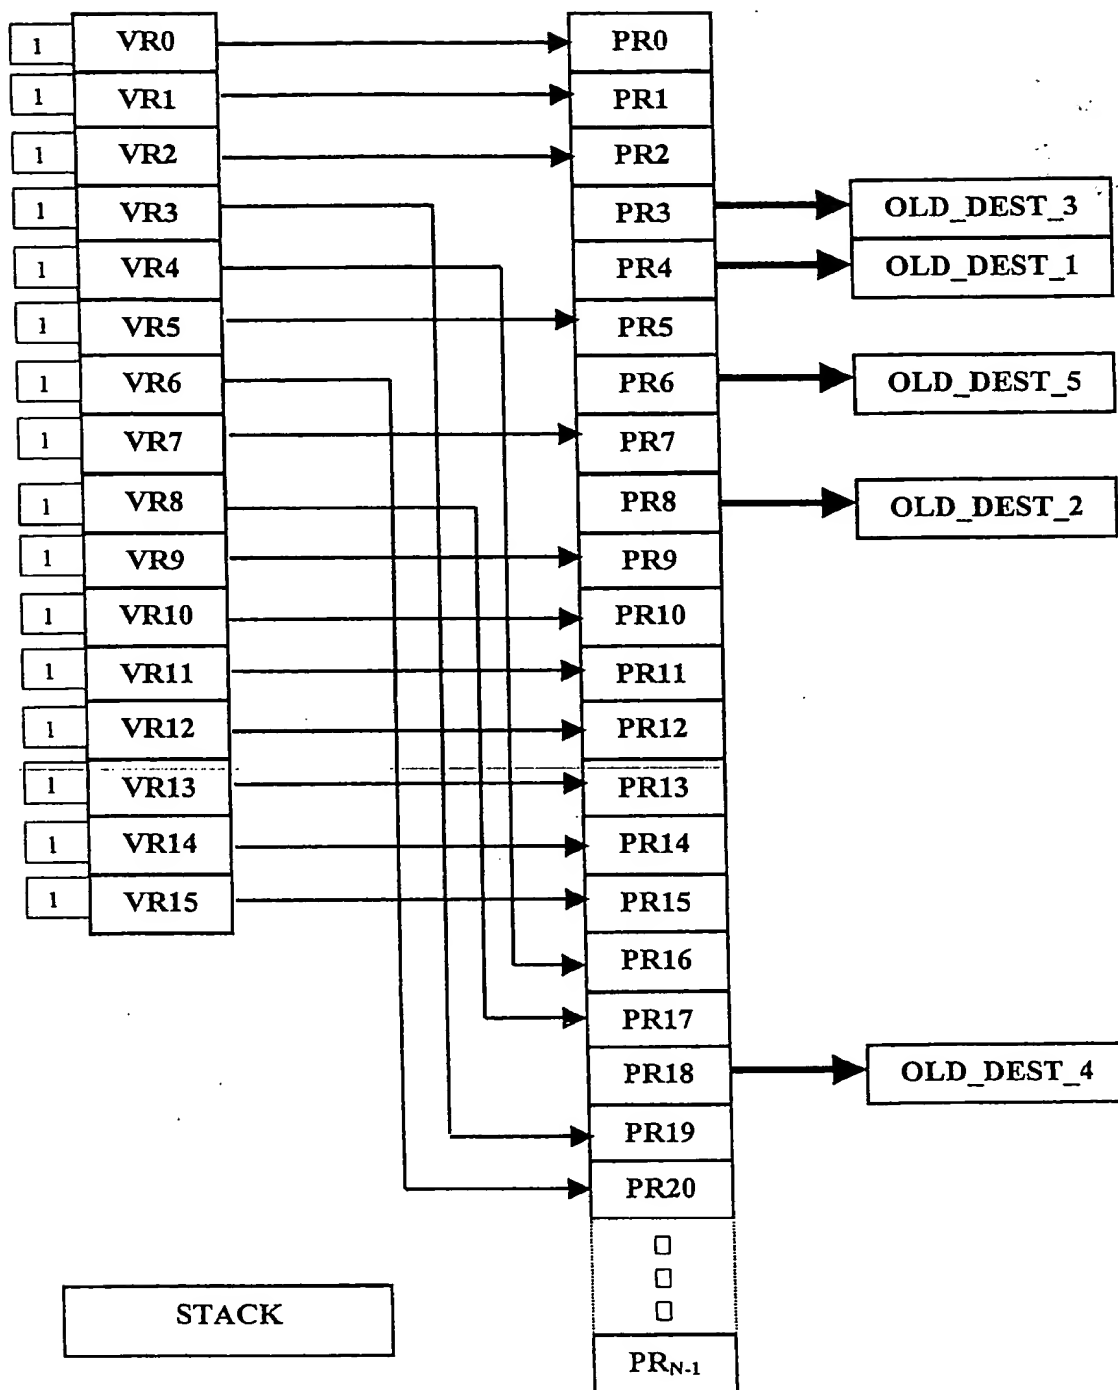 1 VR0 PR0
1 VR1 PR1
1 VR2 PR2
1 VR3 PR3 OLD_DEST_3
1 VR4 PR4 OLD_DEST_1
1 VR5 PR5
1 VR6 PR6 OLD_DEST_5
1 VR7 PR7
1 VR8 PR8 OLD_DEST_2
1 VR9 PR9
1 VR10 PR10
1 VR11 PR11
1 VR12 PR12
1 VR13 PR13
1 VR14 PR14
1 VR15 PR15
PR16
PR17
PR18 OLD_DEST_4
PR19
PR20
STACK
PRN-1